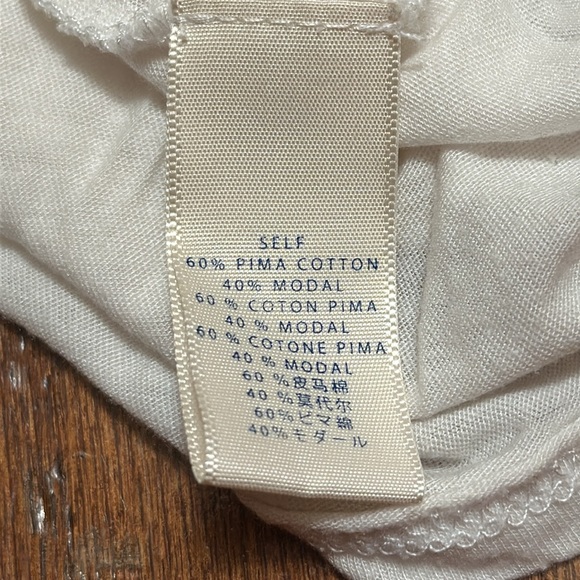 SELF
60% PIMA COTTON
40% MODAL
60 % COTON PIMA
40 % MODAL
60 % COTONE PIMA
40 % MODAL
60 %皮马棉
40 %莫代尔
60%ピマ綿
40%モダール